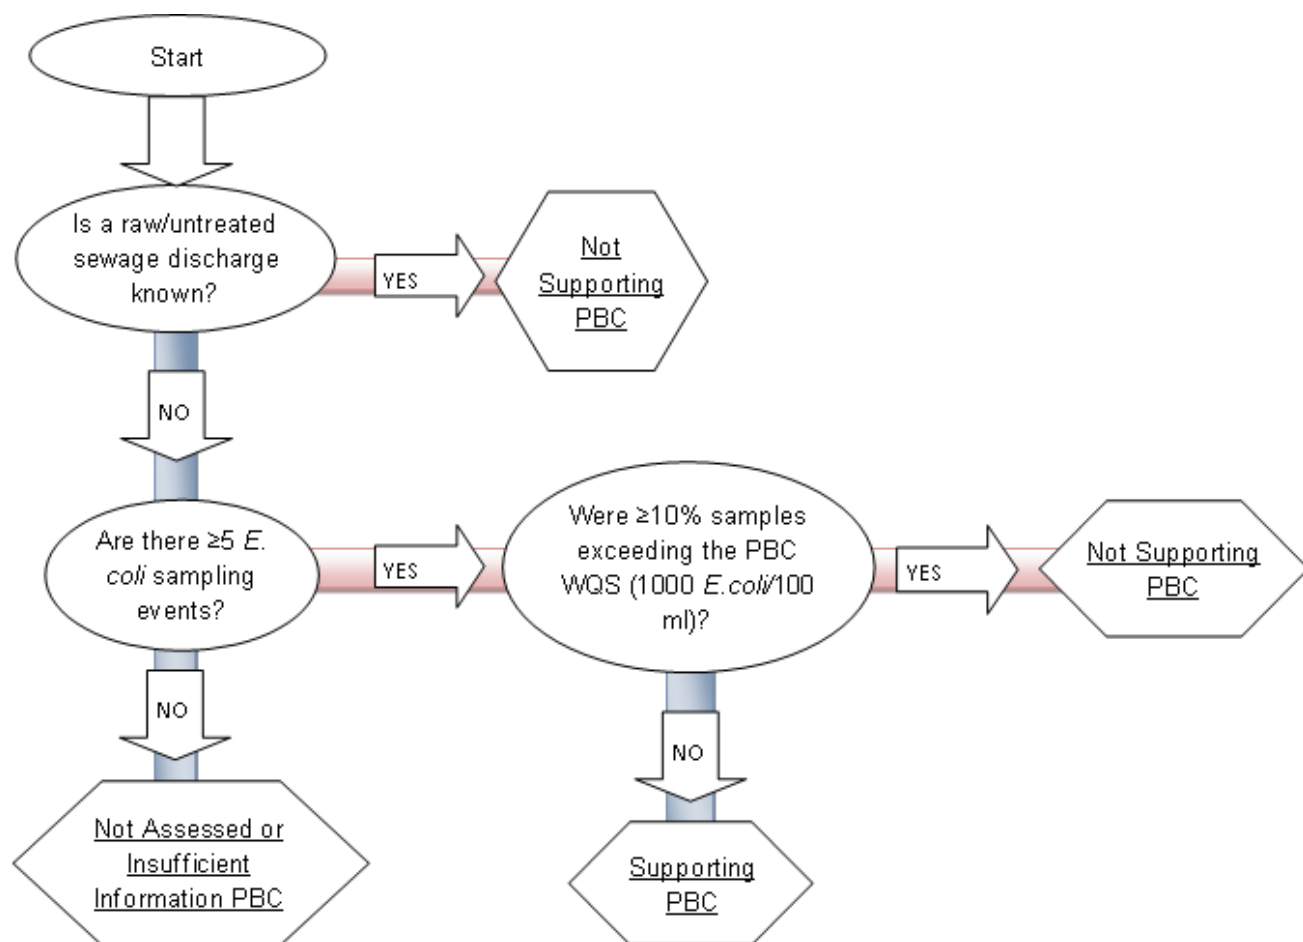 Start
Is a raw/untreated
sewage discharge
known?
YES
Not
Supporting
PBC
NO
Are there ≥5 E.
coli sampling
events?
YES
Were ≥10% samples
exceeding the PBC
WQS (1000 E.coli/100
ml)?
YES
Not Supporting
PBC
NO
Not Assessed or
Insufficient
Information PBC
NO
Supporting
PBC